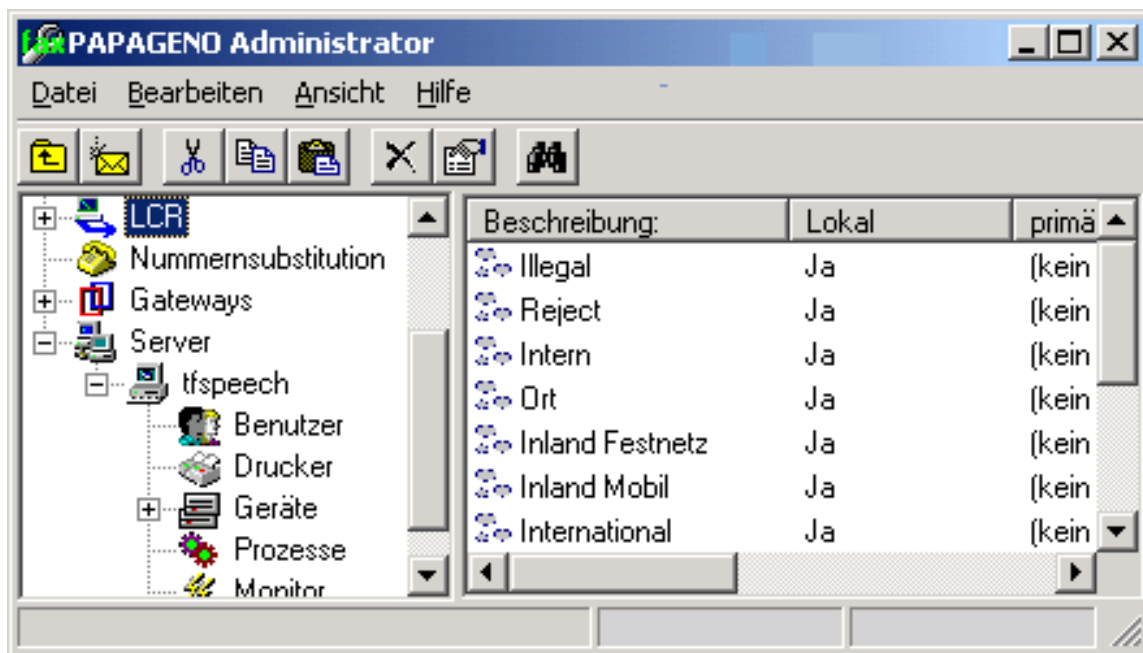 fax PAPAGENO Administrator
Datei Bearbeiten Ansicht Hilfe
LCR
Nummernsubstitution
Gateways
Server
tfspeech
Benutzer
Drucker
Geräte
Prozesse
Monitor
Beschreibung: Lokal primä
Illegal Ja (kein
Reject Ja (kein
Intern Ja (kein
Ort Ja (kein
Inland Festnetz Ja (kein
Inland Mobil Ja (kein
International Ja (kein